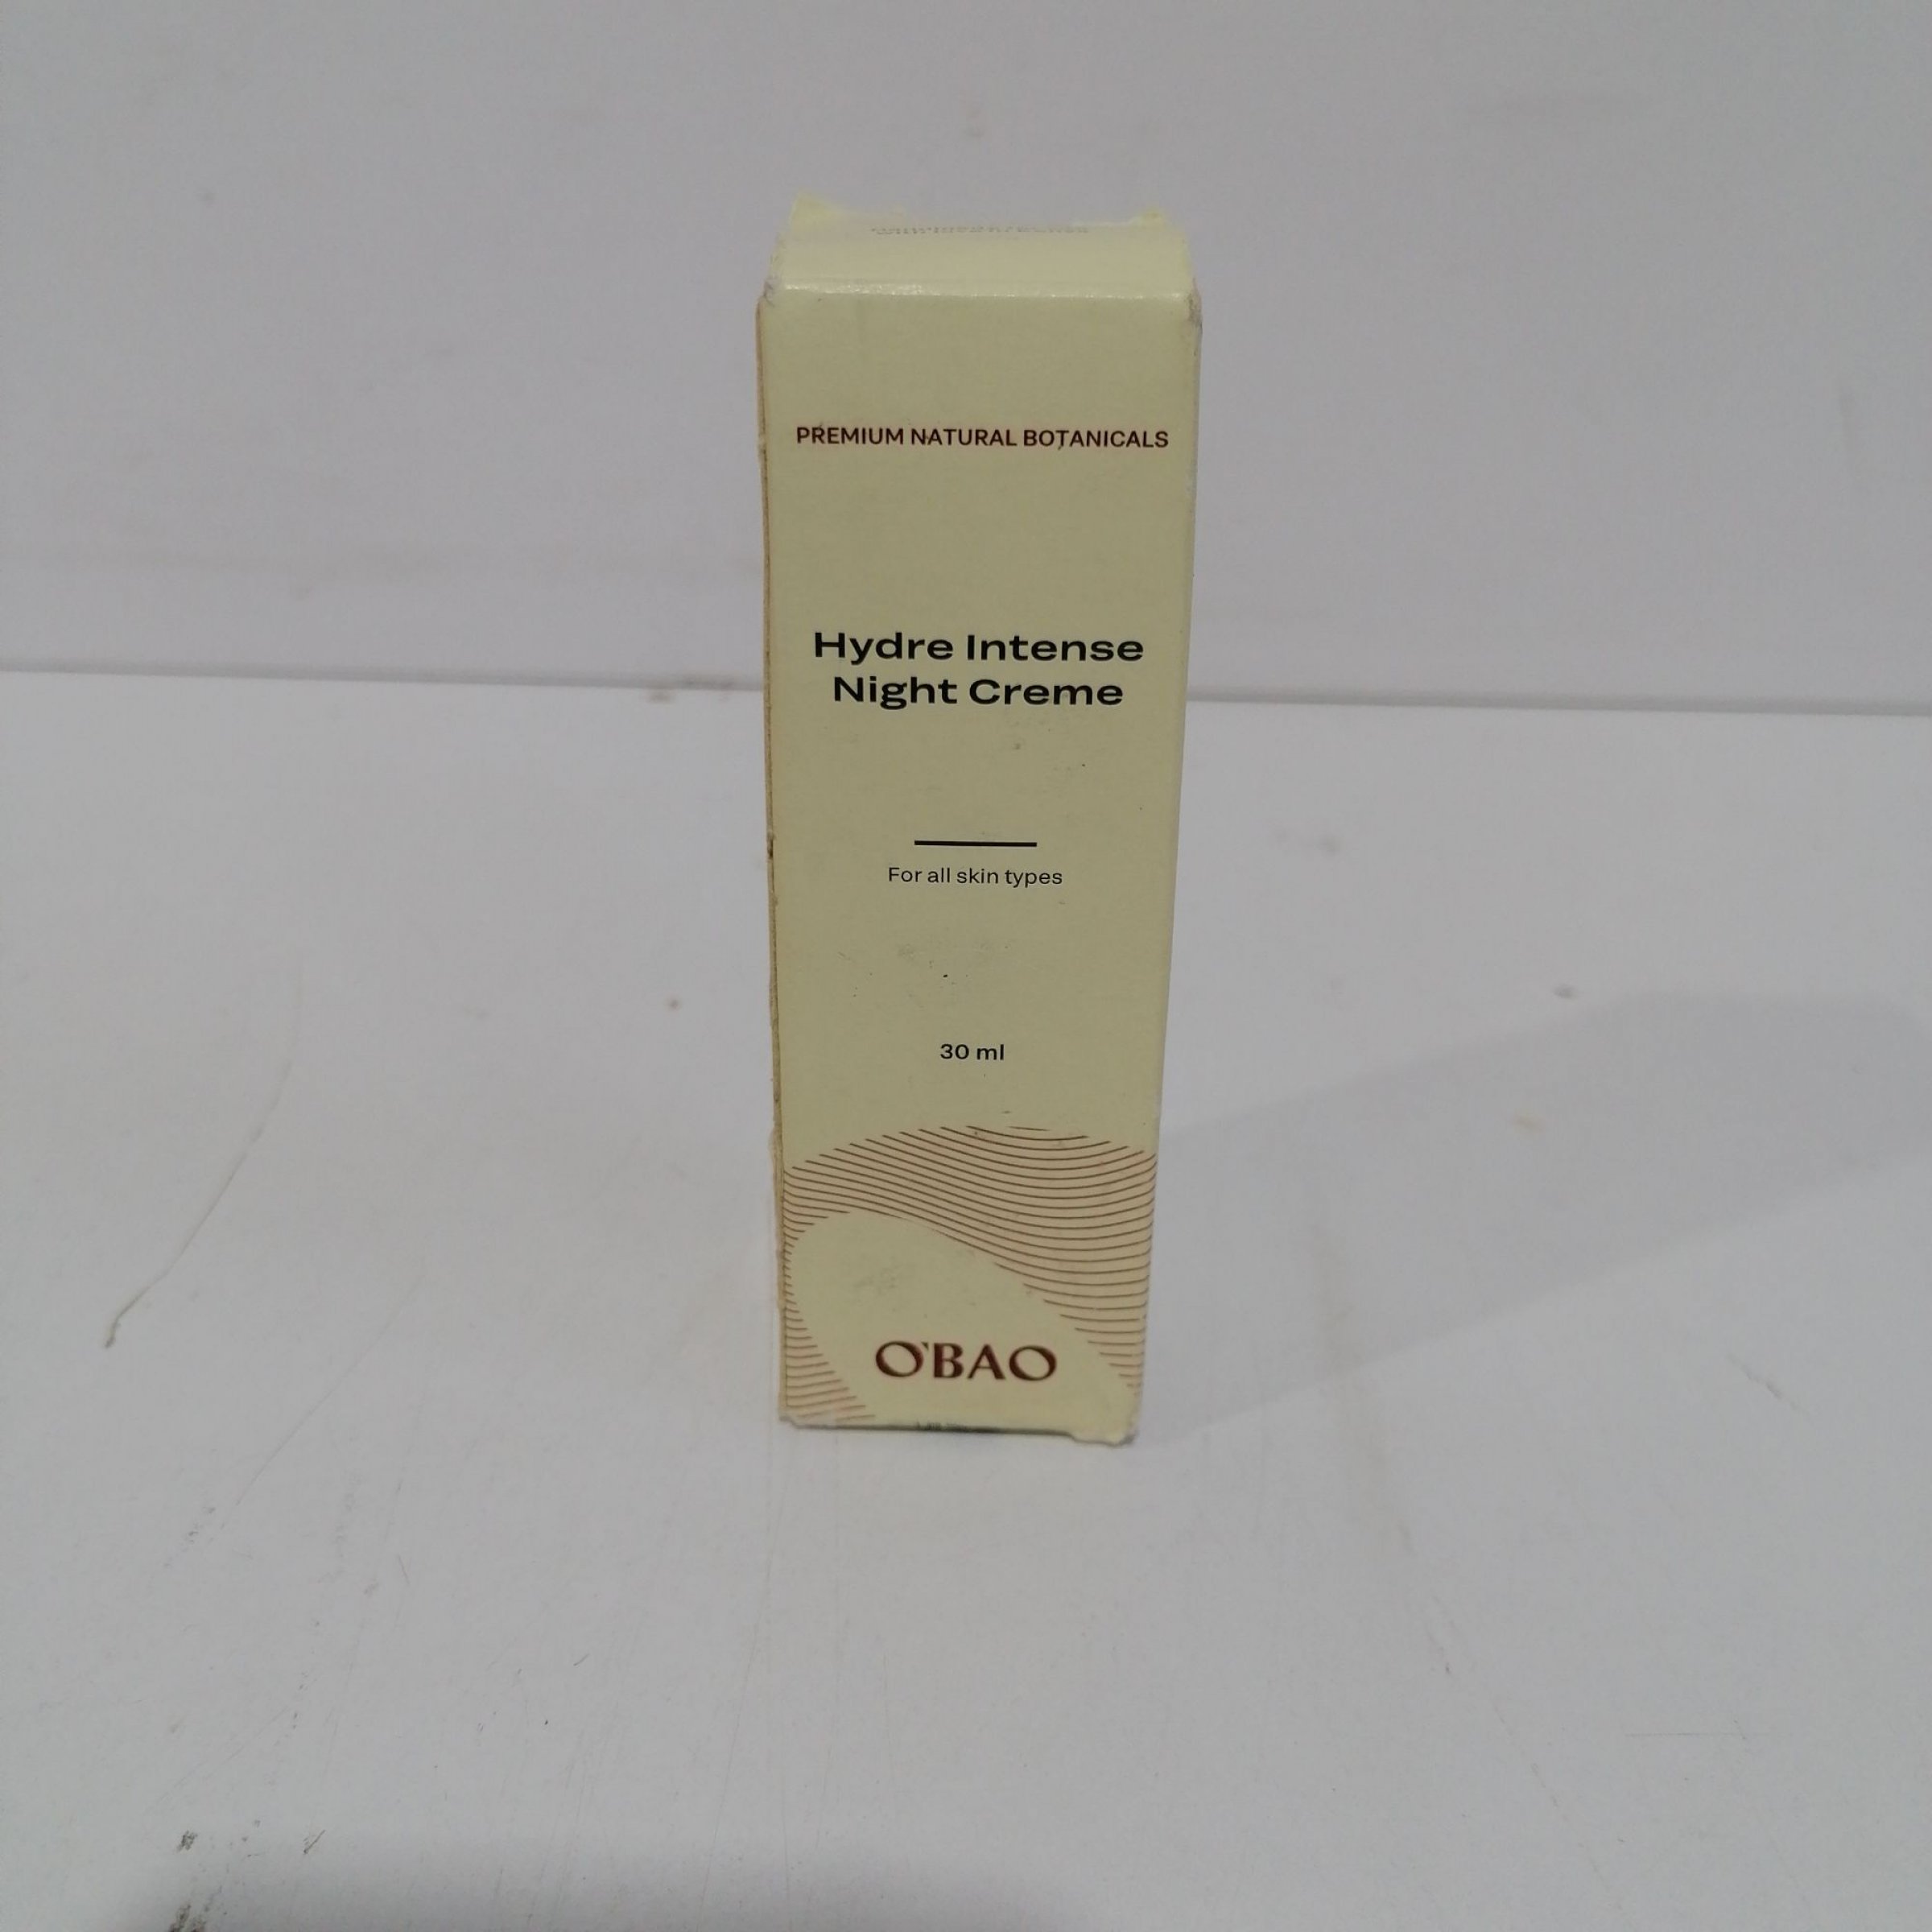 PREMIUM NATURAL BOTANICALS
Hydre Intense
Night Creme
For all skin types
30 ml
O'BAO